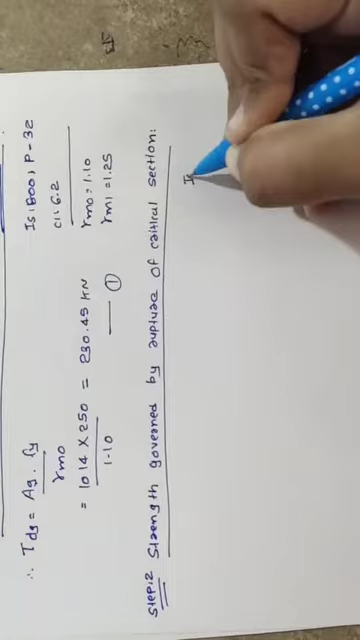 ∴ Tdg = Ag . fy / γm0    IS:800, P-32
cl:6.2
= 1014 X 250 / 1.10 = 230.45 KN    γm0 = 1.10
γm1 = 1.25
—— ①
Step:2 Strength governed by rupture of critical section:
Is